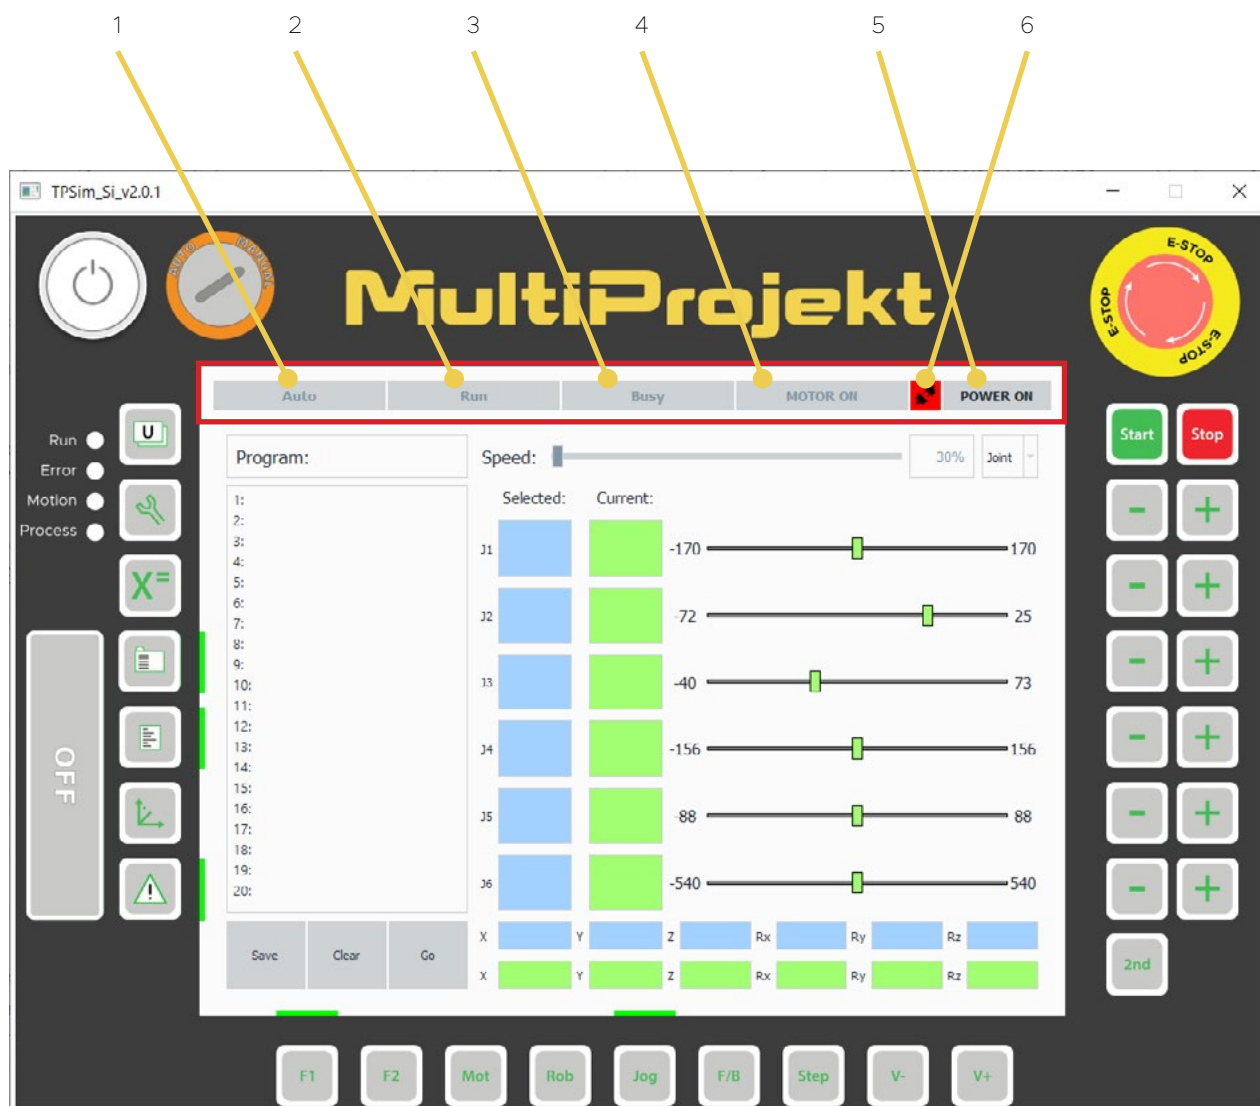 1 2 3 4 5 6
TPSim_Si_v2.0.1
AUTO MANUAL
MultiProjekt
E-STOP
E-STOP
E-STOP
Auto Run Busy MOTOR ON POWER ON
Run
Error
Motion
Process
U
X=
OFF
Program:
Speed: 30% Joint
Start Stop
Selected: Current:
1:
2:
3:
4:
5:
6:
7:
8:
9:
10:
11:
12:
13:
14:
15:
16:
17:
18:
19:
20:
J1 -170 170
J2 -72 25
J3 -40 73
J4 -156 156
J5 -88 88
J6 -540 540
- +
- +
- +
- +
- +
- +
Save Clear Go
X Y Z Rx Ry Rz
X Y Z Rx Ry Rz
2nd
F1 F2 Mot Rob Jog F/B Step V- V+